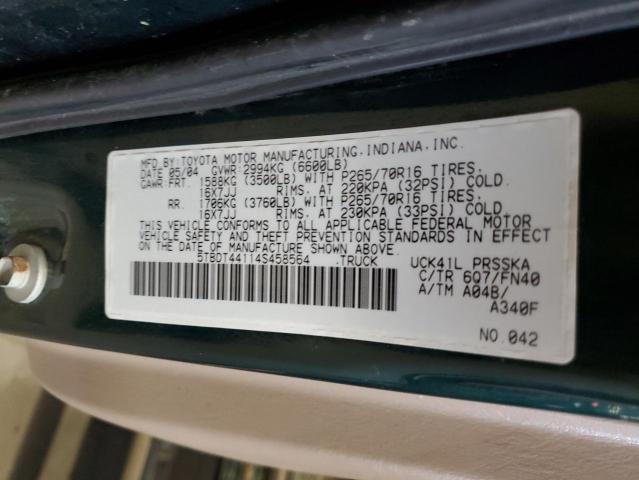 MFD.BY:TOYOTA MOTOR MANUFACTURING,INDIANA,INC.
DATE 05/04 GVWR:2994KG (6600LB)
GAWR:FRT. 1588KG (3500LB) WITH P265/70R16 TIRES,
16X7JJ RIMS, AT 220KPA (32PSI) COLD.
RR. 1706KG (3760LB) WITH P265/70R16 TIRES,
16X7JJ RIMS, AT 230KPA (33PSI) COLD.
THIS VEHICLE CONFORMS TO ALL APPLICABLE FEDERAL MOTOR
VEHICLE SAFETY AND THEFT PREVENTION STANDARDS IN EFFECT
ON THE DATE OF MANUFACTURE SHOWN ABOVE.
5TBDT44114S458564 .TRUCK UCK41L PRSSKA
C/TR 6Q7/FN40
A/TM A04B/
A340F
NO.042